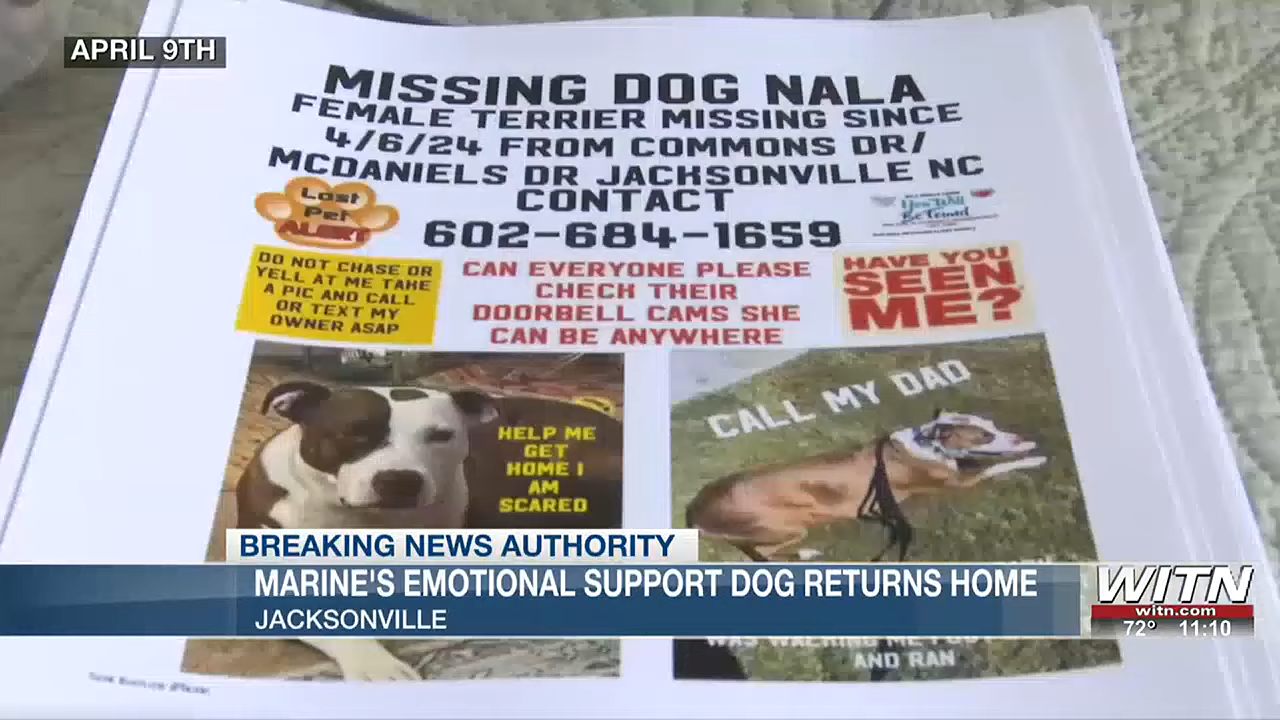 APRIL 9TH
MISSING DOG NALA
FEMALE TERRIER MISSING SINCE
4/6/24 FROM COMMONS DR/
MCDANIELS DR JACKSONVILLE NC
CONTACT
602-684-1659
Lost
Pet
ALERT
You Will
Be Found
DO NOT CHASE OR
YELL AT ME TAKE
A PIC AND CALL
OR TEXT MY
OWNER ASAP
CAN EVERYONE PLEASE
CHECH THEIR
DOORBELL CAMS SHE
CAN BE ANYWHERE
HAVE YOU
SEEN
ME?
HELP ME
GET
HOME I
AM
SCARED
CALL MY DAD
WAS WALKING ME
AND RAN
BREAKING NEWS AUTHORITY
MARINE'S EMOTIONAL SUPPORT DOG RETURNS HOME
JACKSONVILLE
WITN
witn.com
72° 11:10